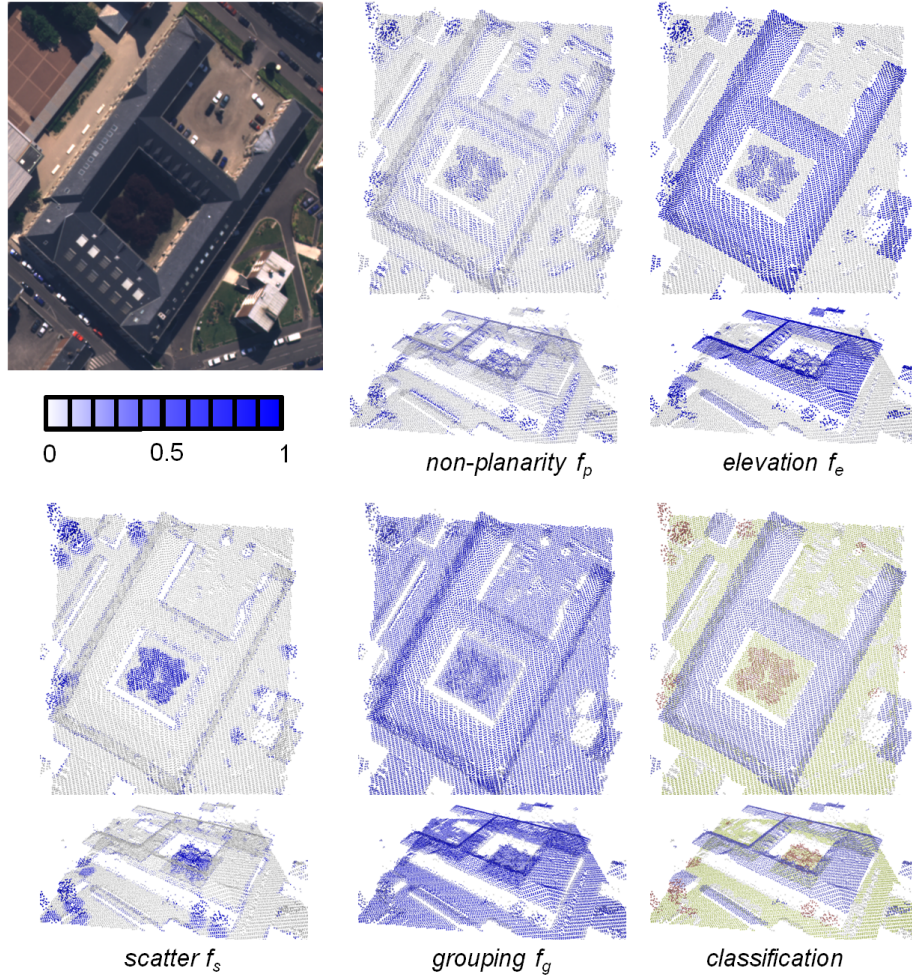 0 0.5 1
non-planarity f_p
elevation f_e
scatter f_s
grouping f_g
classification